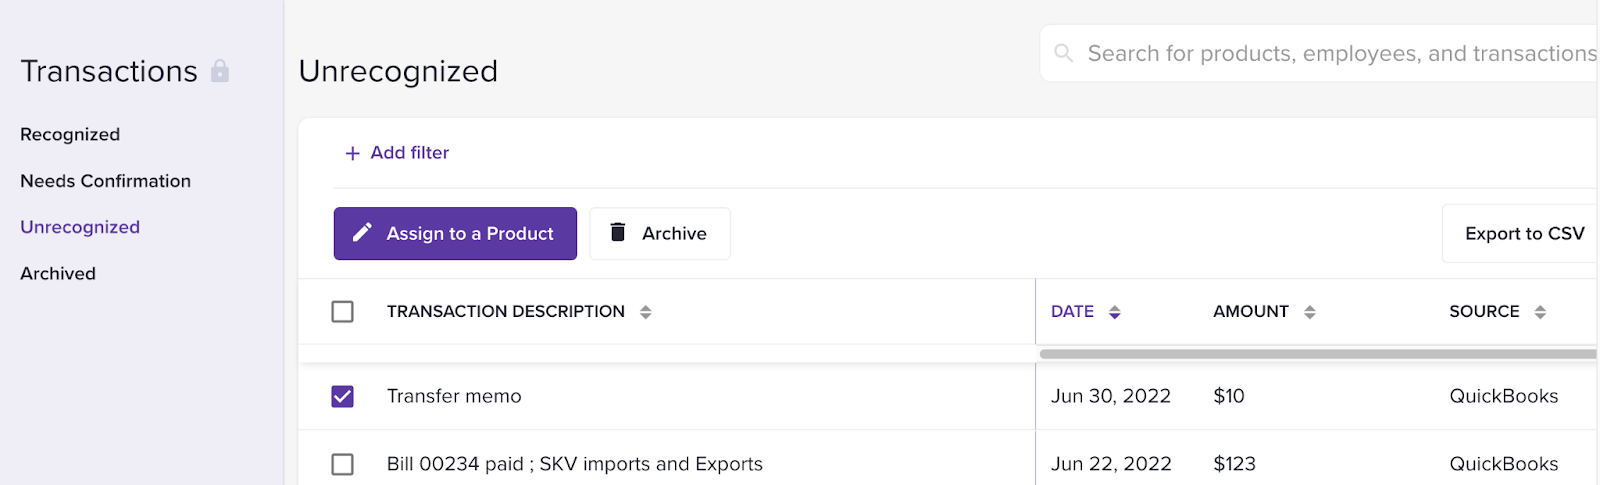 Transactions
Recognized
Needs Confirmation
Unrecognized
Archived
Unrecognized
Search for products, employees, and transactions
+ Add filter
Assign to a Product
Archive
Export to CSV
TRANSACTION DESCRIPTION DATE AMOUNT SOURCE
Transfer memo Jun 30, 2022 $10 QuickBooks
Bill 00234 paid ; SKV imports and Exports Jun 22, 2022 $123 QuickBooks